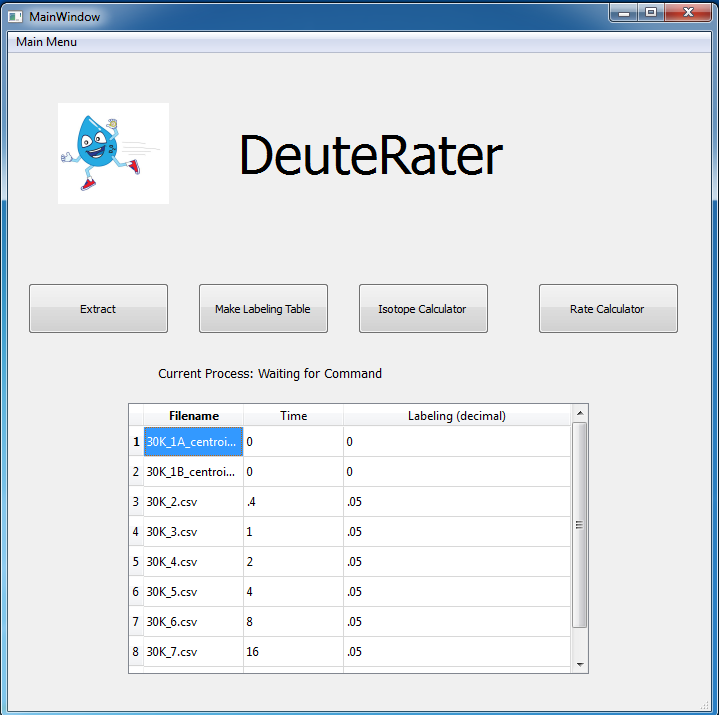 MainWindow
Main Menu
DeuteRater
Extract
Make Labeling Table
Isotope Calculator
Rate Calculator
Current Process: Waiting for Command
Filename Time Labeling (decimal)
1 30K_1A_centroi... 0 0
2 30K_1B_centroi... 0 0
3 30K_2.csv .4 .05
4 30K_3.csv 1 .05
5 30K_4.csv 2 .05
6 30K_5.csv 4 .05
7 30K_6.csv 8 .05
8 30K_7.csv 16 .05